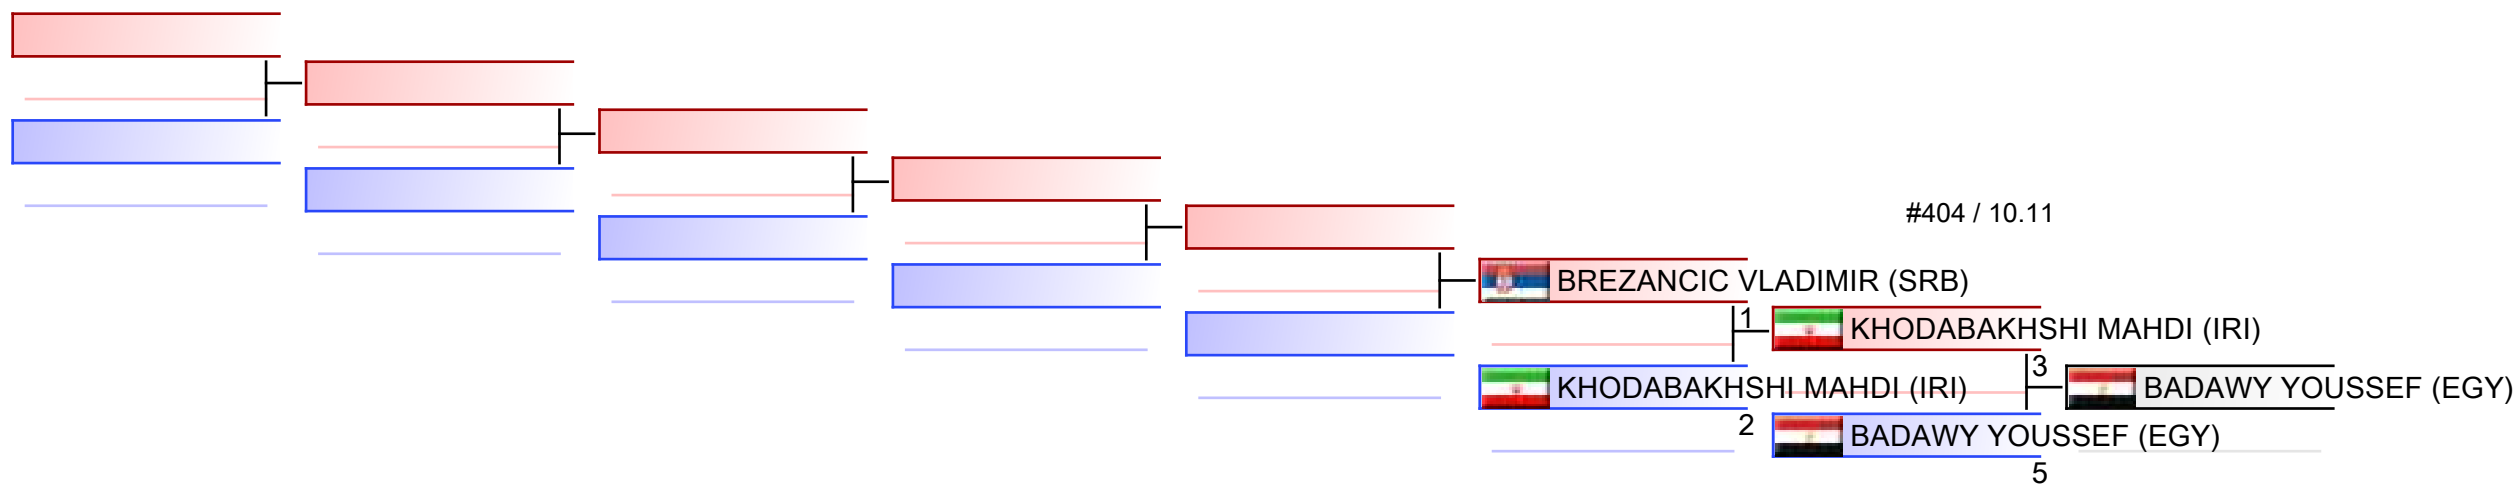 #404 / 10.11
BREZANCIC VLADIMIR (SRB)
1
KHODABAKHSHI MAHDI (IRI)
3
KHODABAKHSHI MAHDI (IRI)
BADAWY YOUSSEF (EGY)
2
BADAWY YOUSSEF (EGY)
5